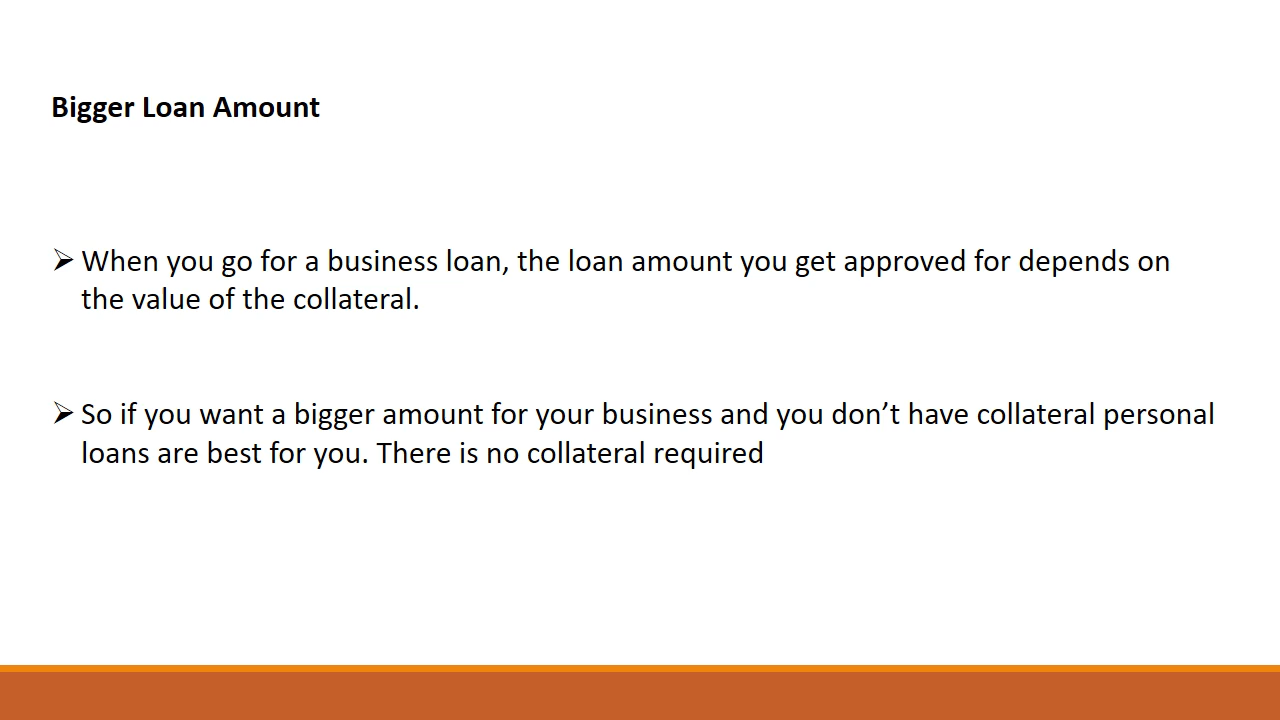 Bigger Loan Amount
➢ When you go for a business loan, the loan amount you get approved for depends on
the value of the collateral.
➢ So if you want a bigger amount for your business and you don’t have collateral personal
loans are best for you. There is no collateral required